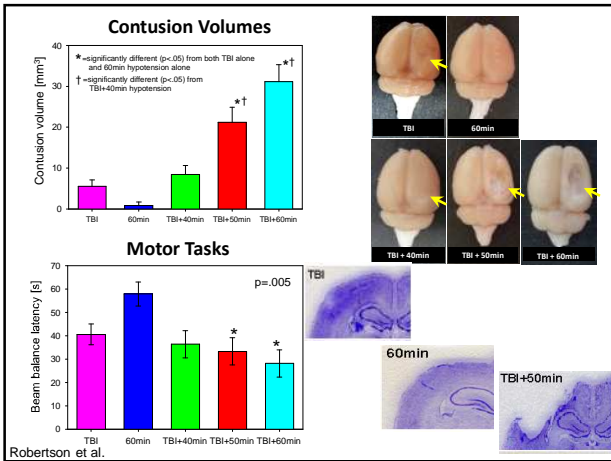 Contusion Volumes
Contusion volume [mm³]
40
30
20
10
0
*=significantly different (p<.05) from both TBI alone
and 60min hypotension alone
†=significantly different (p<.05) from
TBI+40min hypotension
*†
*†
TBI
60min
TBI+40min
TBI+50min
TBI+60min
TBI
60min
TBI + 40min
TBI + 50min
TBI + 60min
Motor Tasks
Beam balance latency [s]
70
60
50
40
30
20
10
0
p=.005
*
*
TBI
60min
TBI+40min
TBI+50min
TBI+60min
TBI
60min
TBI+50min
Robertson et al.